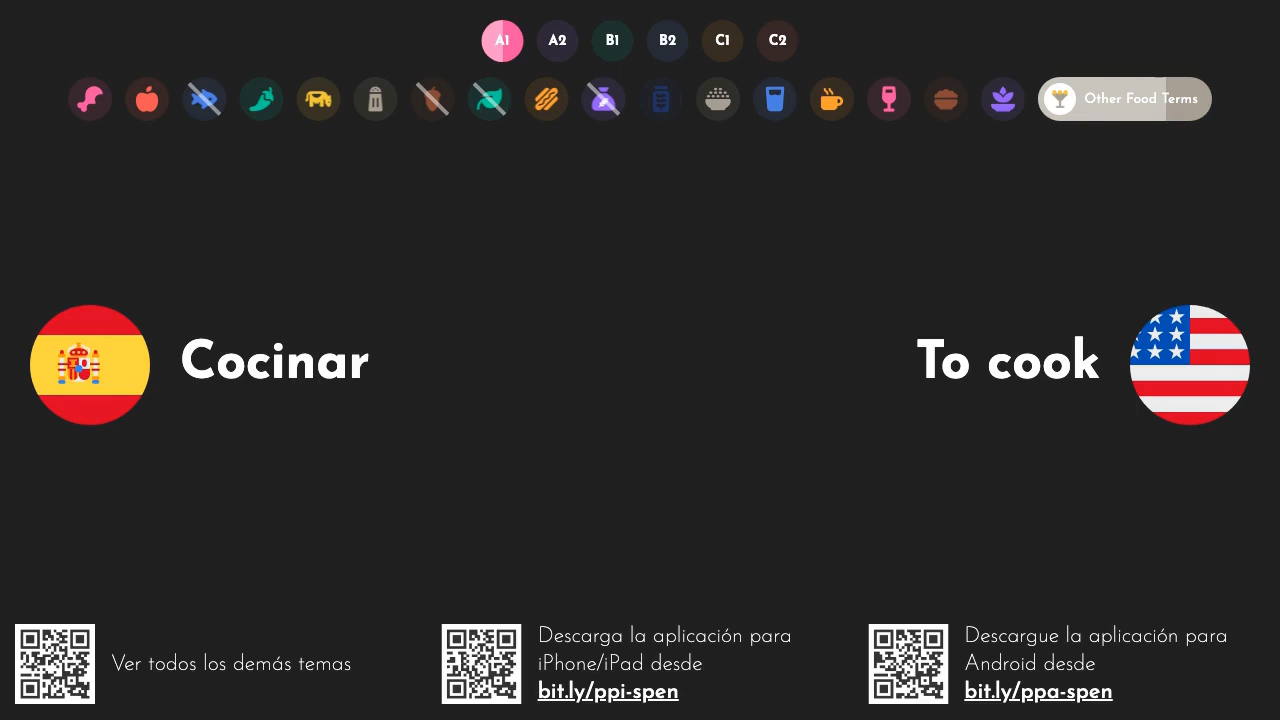 A1 A2 B1 B2 C1 C2
Other Food Terms
Cocinar
To cook
Ver todos los demás temas
Descarga la aplicación para
iPhone/iPad desde
bit.ly/ppi-spen
Descargue la aplicación para
Android desde
bit.ly/ppa-spen